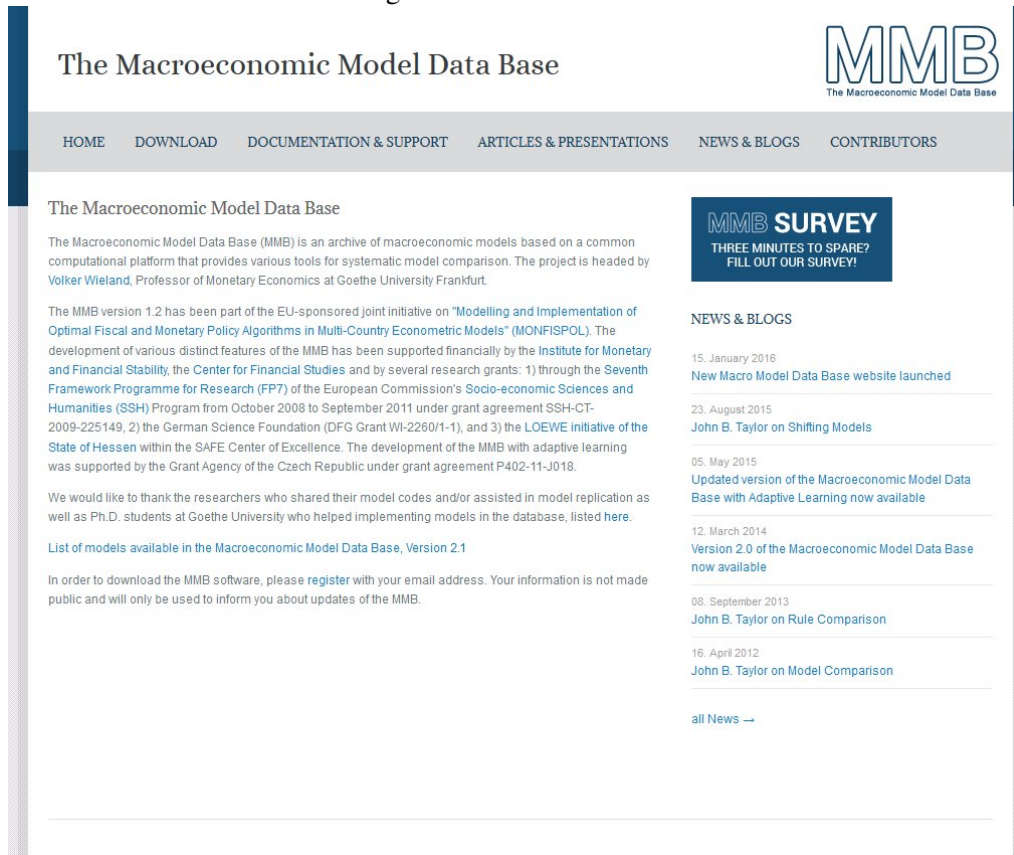 The Macroeconomic Model Data Base
MMB
The Macroeconomic Model Data Base
HOME DOWNLOAD DOCUMENTATION & SUPPORT ARTICLES & PRESENTATIONS NEWS & BLOGS CONTRIBUTORS
The Macroeconomic Model Data Base
The Macroeconomic Model Data Base (MMB) is an archive of macroeconomic models based on a common
computational platform that provides various tools for systematic model comparison. The project is headed by
Volker Wieland, Professor of Monetary Economics at Goethe University Frankfurt.
The MMB version 1.2 has been part of the EU-sponsored joint initiative on "Modelling and Implementation of
Optimal Fiscal and Monetary Policy Algorithms in Multi-Country Econometric Models" (MONFISPOL). The
development of various distinct features of the MMB has been supported financially by the Institute for Monetary
and Financial Stability, the Center for Financial Studies and by several research grants: 1) through the Seventh
Framework Programme for Research (FP7) of the European Commission's Socio-economic Sciences and
Humanities (SSH) Program from October 2008 to September 2011 under grant agreement SSH-CT-
2009-225149, 2) the German Science Foundation (DFG Grant WI-2260/1-1), and 3) the LOEWE initiative of the
State of Hessen within the SAFE Center of Excellence. The development of the MMB with adaptive learning
was supported by the Grant Agency of the Czech Republic under grant agreement P402-11-J018.
We would like to thank the researchers who shared their model codes and/or assisted in model replication as
well as Ph.D. students at Goethe University who helped implementing models in the database, listed here.
List of models available in the Macroeconomic Model Data Base, Version 2.1
In order to download the MMB software, please register with your email address. Your information is not made
public and will only be used to inform you about updates of the MMB.
MMB SURVEY
THREE MINUTES TO SPARE?
FILL OUT OUR SURVEY!
NEWS & BLOGS
15. January 2016
New Macro Model Data Base website launched
23. August 2015
John B. Taylor on Shifting Models
05. May 2015
Updated version of the Macroeconomic Model Data
Base with Adaptive Learning now available
12. March 2014
Version 2.0 of the Macroeconomic Model Data Base
now available
08. September 2013
John B. Taylor on Rule Comparison
16. April 2012
John B. Taylor on Model Comparison
all News →